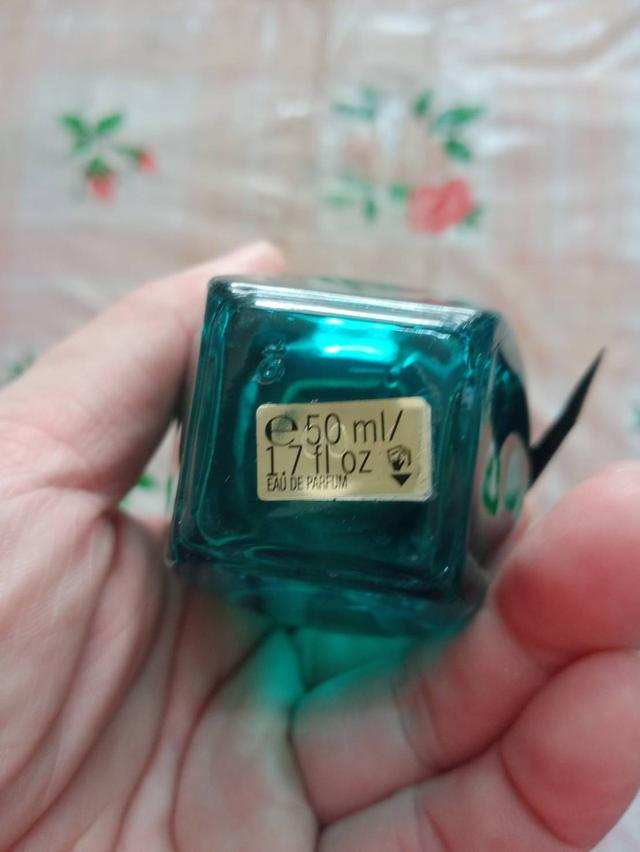 ℮50 ml/
1.7 fl oz
EAU DE PARFUM